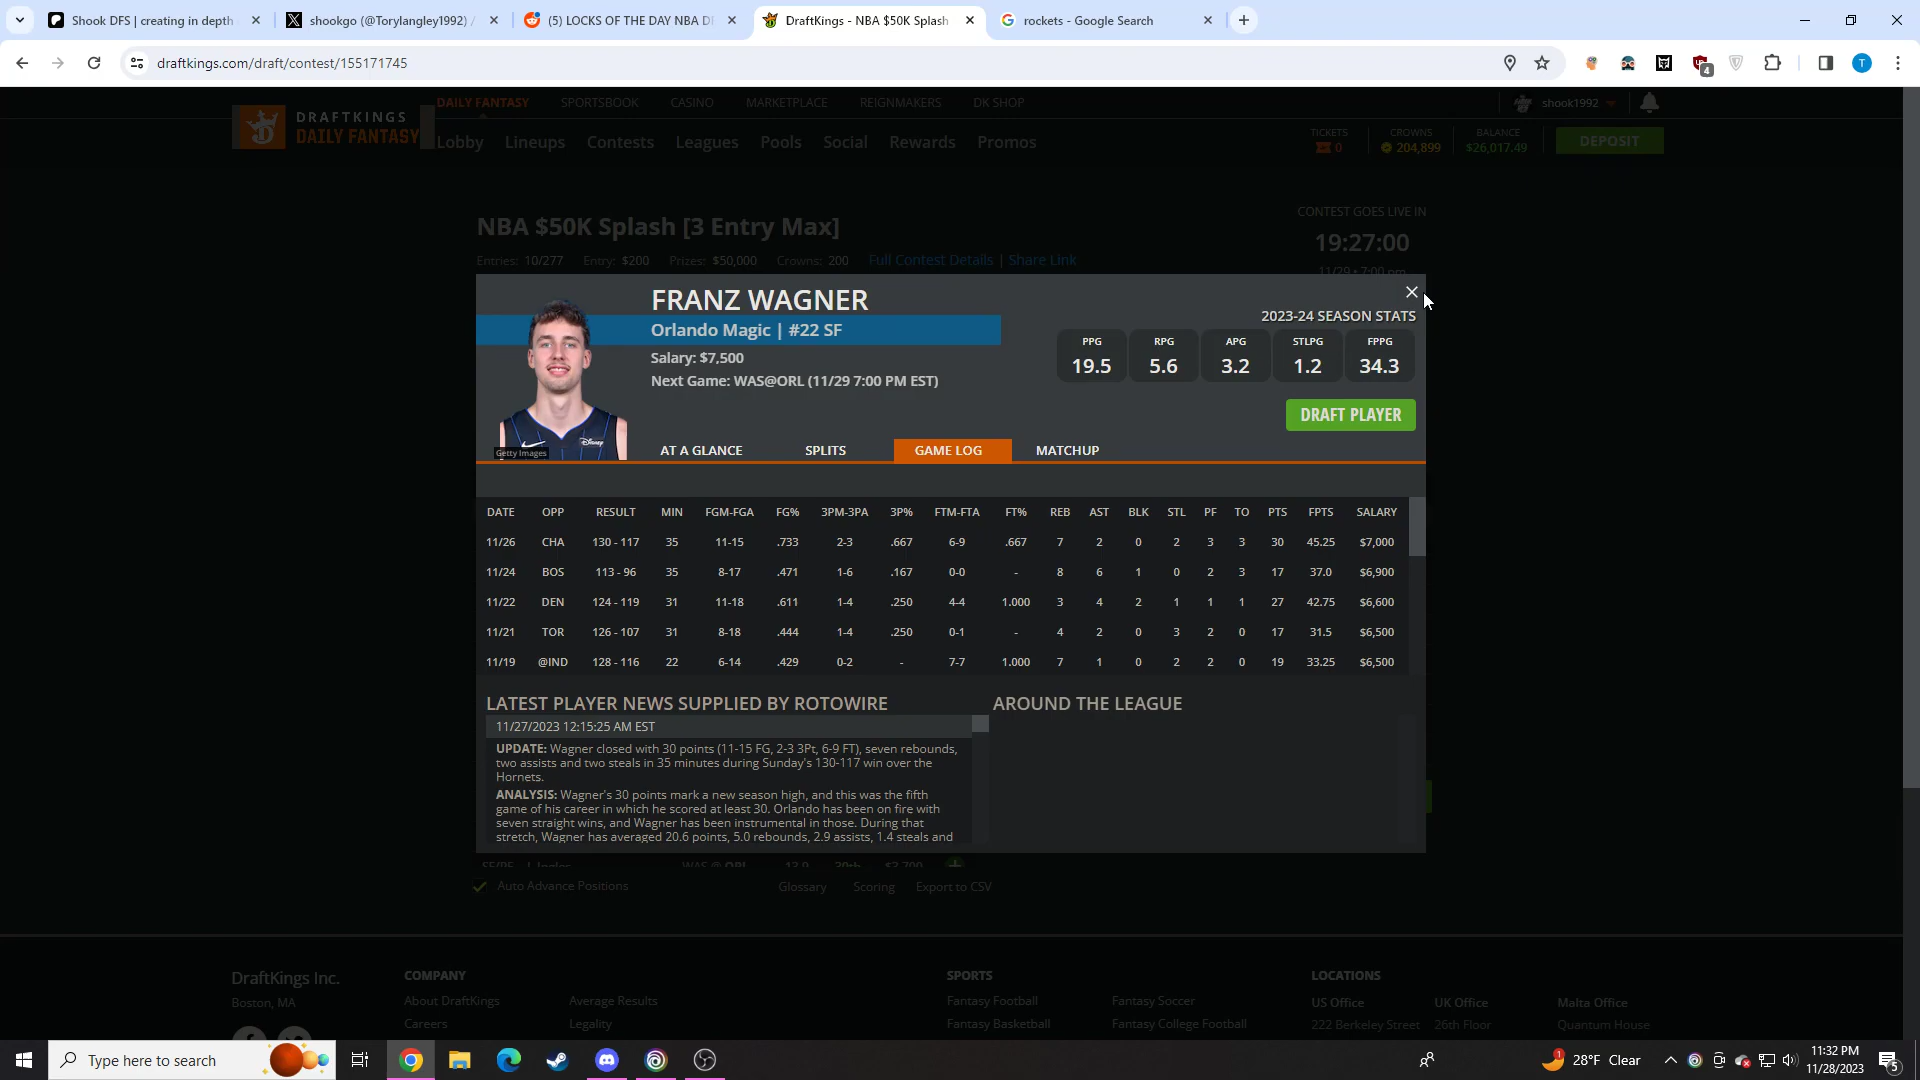 Shook DFS | creating in depth
shookgo (@Torylangley1992) /
(5) LOCKS OF THE DAY NBA D
DraftKings - NBA $50K Splash
rockets - Google Search
draftkings.com/draft/contest/155171745
4
T
DAILY FANTASY SPORTSBOOK CASINO MARKETPLACE REIGNMAKERS DK SHOP
shook1992
DRAFTKINGS
DAILY FANTASY
Lobby Lineups Contests Leagues Pools Social Rewards Promos
TICKETS CROWNS BALANCE
0 204,899 $26,017.49
DEPOSIT
NBA $50K Splash [3 Entry Max]
CONTEST GOES LIVE IN
19:27:00
11/29 • 7:00 pm
Entries: 10/277 Entry: $200 Prizes: $50,000 Crowns: 200 Full Contest Details | Share Link
FRANZ WAGNER
Orlando Magic | #22 SF
Salary: $7,500
Next Game: WAS@ORL (11/29 7:00 PM EST)
Disney
Getty Images
2023-24 SEASON STATS
PPG RPG APG STLPG FPPG
19.5 5.6 3.2 1.2 34.3
DRAFT PLAYER
AT A GLANCE SPLITS GAME LOG MATCHUP
DATE OPP RESULT MIN FGM-FGA FG% 3PM-3PA 3P% FTM-FTA FT% REB AST BLK STL PF TO PTS FPTS SALARY
11/26 CHA 130 - 117 35 11-15 .733 2-3 .667 6-9 .667 7 2 0 2 3 3 30 45.25 $7,000
11/24 BOS 113 - 96 35 8-17 .471 1-6 .167 0-0 - 8 6 1 0 2 3 17 37.0 $6,900
11/22 DEN 124 - 119 31 11-18 .611 1-4 .250 4-4 1.000 3 4 2 1 1 1 27 42.75 $6,600
11/21 TOR 126 - 107 31 8-18 .444 1-4 .250 0-1 - 4 2 0 3 2 0 17 31.5 $6,500
11/19 @IND 128 - 116 22 6-14 .429 0-2 - 7-7 1.000 7 1 0 2 2 0 19 33.25 $6,500
LATEST PLAYER NEWS SUPPLIED BY ROTOWIRE
AROUND THE LEAGUE
11/27/2023 12:15:25 AM EST
UPDATE: Wagner closed with 30 points (11-15 FG, 2-3 3Pt, 6-9 FT), seven rebounds,
two assists and two steals in 35 minutes during Sunday's 130-117 win over the
Hornets.
ANALYSIS: Wagner's 30 points mark a new season high, and this was the fifth
game of his career in which he scored at least 30. Orlando has been on fire with
seven straight wins, and Wagner has been instrumental in those. During that
stretch, Wagner has averaged 20.6 points, 5.0 rebounds, 2.9 assists, 1.4 steals and
SF/PF J. Ingles WAS @ ORL 13.9 30th $3,700
Auto Advance Positions
Glossary Scoring Export to CSV
DraftKings Inc.
Boston, MA
COMPANY
About DraftKings Average Results
Careers Legality
SPORTS
Fantasy Football Fantasy Soccer
Fantasy Basketball Fantasy College Football
LOCATIONS
US Office UK Office Malta Office
222 Berkeley Street 26th Floor Quantum House
Type here to search
1
28°F Clear
11:32 PM
11/28/2023
5